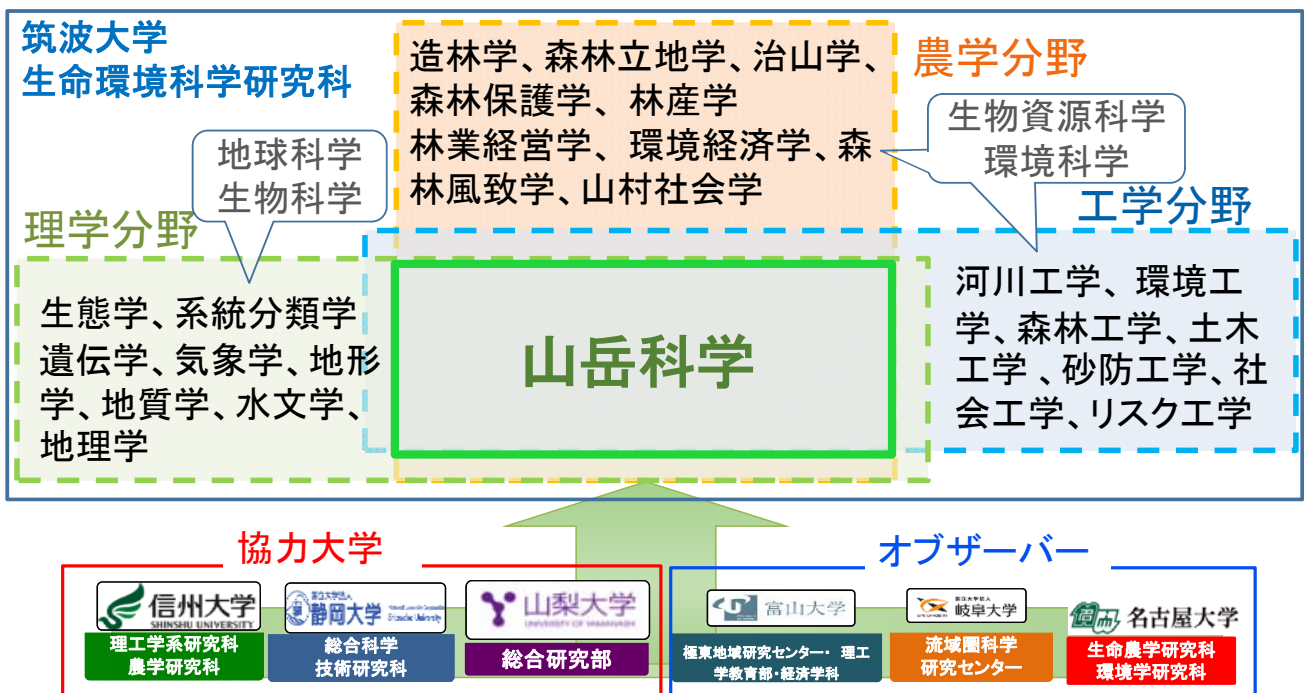 筑波大学
生命環境科学研究科
造林学、森林立地学、治山学、
森林保護学、林産学
林業経営学、環境経済学、森
林風致学、山村社会学
農学分野
生物資源科学
環境科学
地球科学
生物科学
理学分野
工学分野
生態学、系統分類学
遺伝学、気象学、地形
学、地質学、水文学、
地理学
山岳科学
河川工学、環境工
学、森林工学、土木
工学、砂防工学、社
会工学、リスク工学
協力大学
オブザーバー
信州大学
SHINSHU UNIVERSITY
理工学系研究科
農学研究科
国立大学法人
静岡大学
総合科学
技術研究科
山梨大学
UNIVERSITY OF YAMANASHI
総合研究部
富山大学
極東地域研究センター・理工
学教育部・経済学科
国立大学法人
岐阜大学
流域圏科学
研究センター
名古屋大学
生命農学研究科
環境学研究科